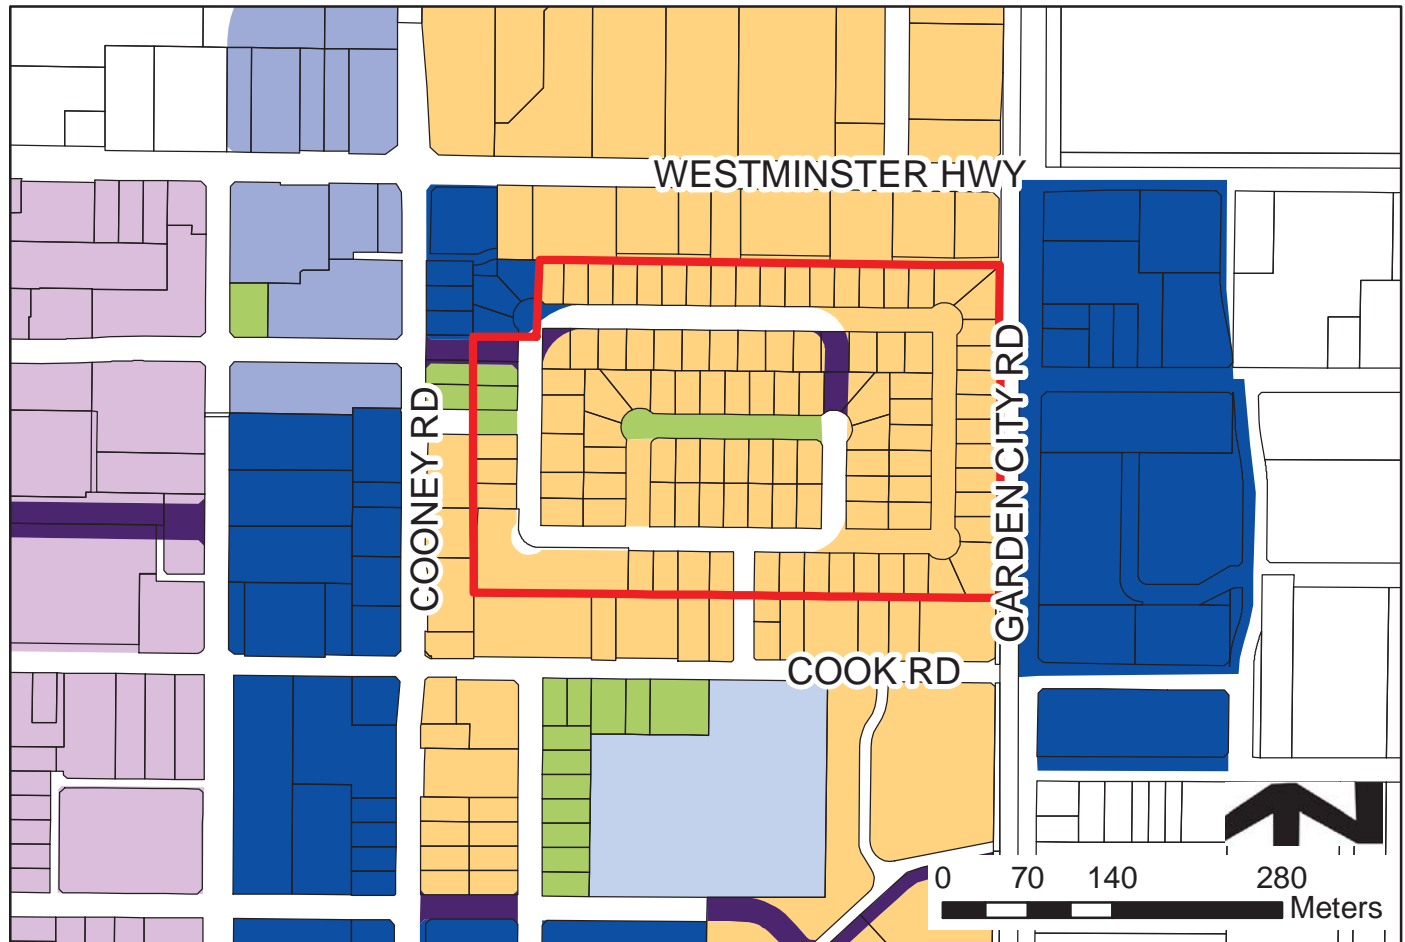 WESTMINSTER HWY
COONEY RD
GARDEN CITY RD
COOK RD
0 70 140 280
Meters